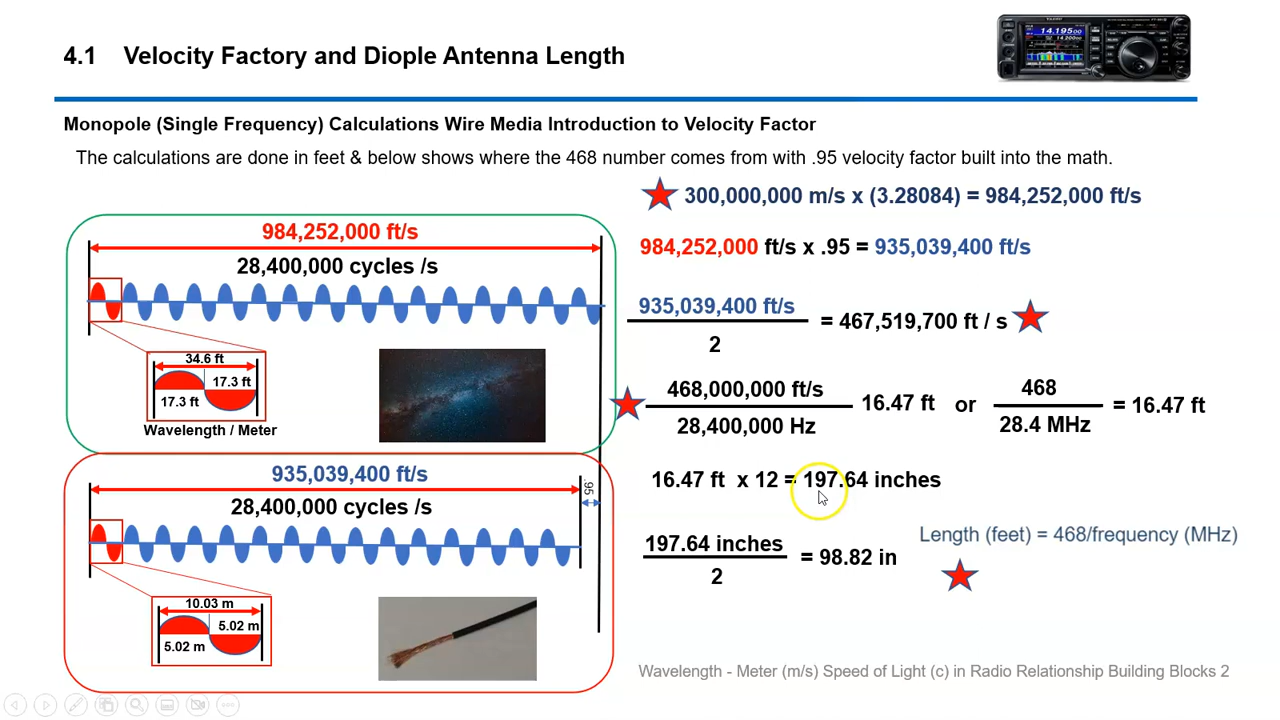 4.1 Velocity Factory and Diople Antenna Length
14.195.00
14.2000
Monopole (Single Frequency) Calculations Wire Media Introduction to Velocity Factor
The calculations are done in feet & below shows where the 468 number comes from with .95 velocity factor built into the math.
300,000,000 m/s x (3.28084) = 984,252,000 ft/s
984,252,000 ft/s
28,400,000 cycles /s
34.6 ft
17.3 ft
17.3 ft
Wavelength / Meter
984,252,000 ft/s x .95 = 935,039,400 ft/s
935,039,400 ft/s
2
= 467,519,700 ft / s
468,000,000 ft/s
28,400,000 Hz
16.47 ft or
468
28.4 MHz
= 16.47 ft
935,039,400 ft/s
28,400,000 cycles /s
.95
10.03 m
5.02 m
5.02 m
16.47 ft x 12 = 197.64 inches
197.64 inches
2
= 98.82 in
Length (feet) = 468/frequency (MHz)
Wavelength - Meter (m/s) Speed of Light (c) in Radio Relationship Building Blocks 2